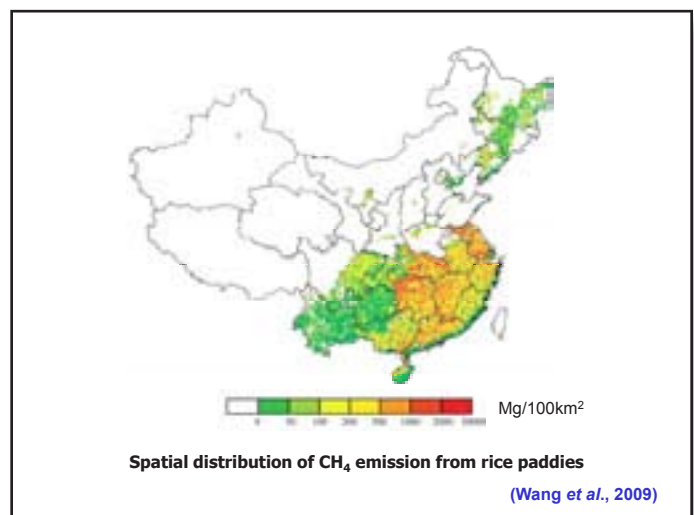 Mg/100km²
Spatial distribution of CH₄ emission from rice paddies
(Wang et al., 2009)